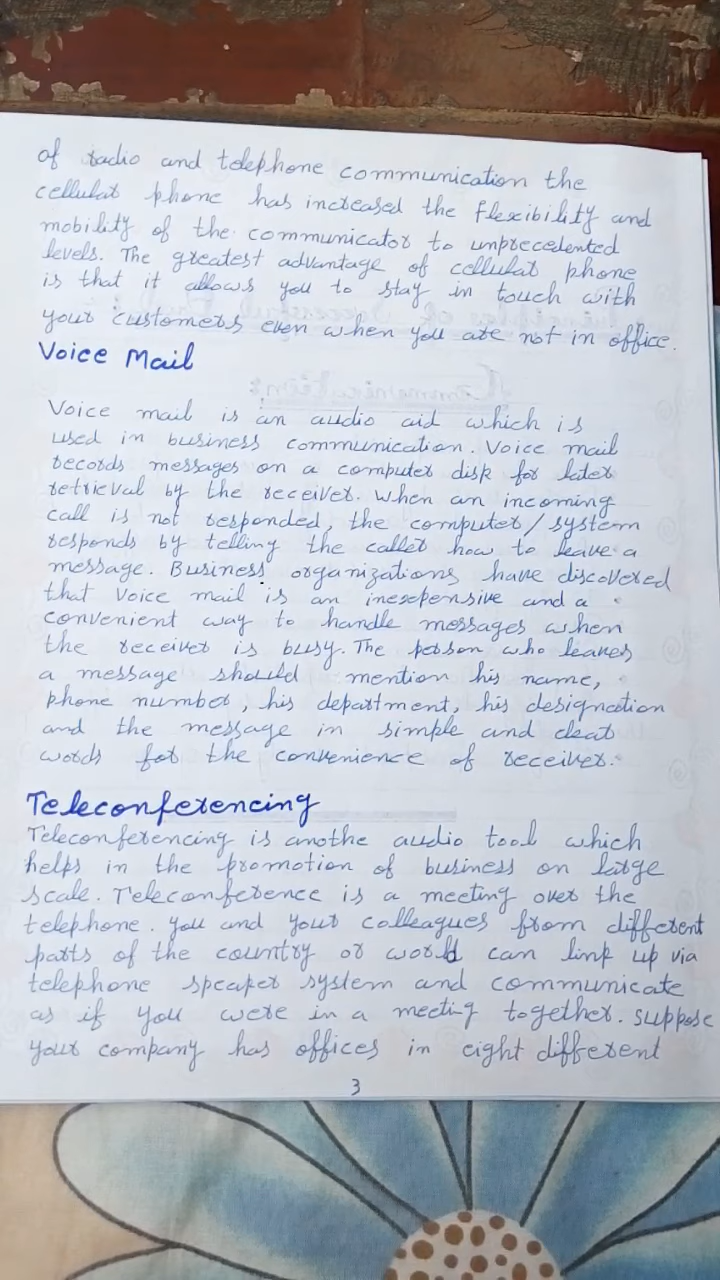 of radio and telephone communication the
cellular phone has increased the flexibility and
mobility of the communicator to unprecedented
levels. The greatest advantage of cellular phone
is that it allows you to stay in touch with
your customers even when you are not in office.
Voice Mail
Voice mail is an audio aid which is
used in business communication. Voice mail
records messages on a computer disk for later
retrieval by the receiver. When an incoming
call is not responded, the computer/system
responds by telling the caller how to leave a
message. Business organizations have discovered
that Voice mail is an inexpensive and a
convenient way to handle messages when
the receiver is busy. The person who leaves
a message should mention his name,
phone number, his department, his designation
and the message in simple and clear
words for the convenience of receiver.
Teleconferencing
Teleconferencing is anothe audio tool which
helps in the promotion of business on large
scale. Teleconference is a meeting over the
telephone. you and your colleagues from different
parts of the country or world can link up via
telephone speaker system and communicate
as if you were in a meeting together. suppose
your company has offices in eight different
3